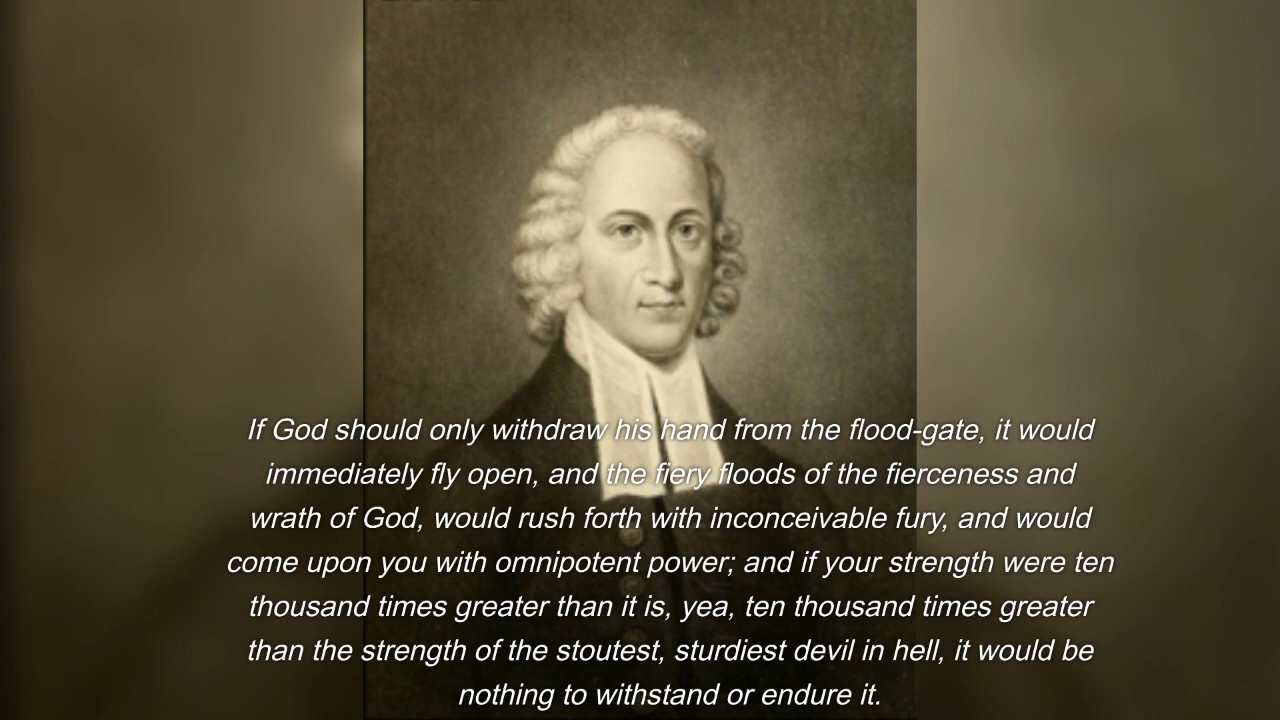 If God should only withdraw his hand from the flood-gate, it would
immediately fly open, and the fiery floods of the fierceness and
wrath of God, would rush forth with inconceivable fury, and would
come upon you with omnipotent power; and if your strength were ten
thousand times greater than it is, yea, ten thousand times greater
than the strength of the stoutest, sturdiest devil in hell, it would be
nothing to withstand or endure it.